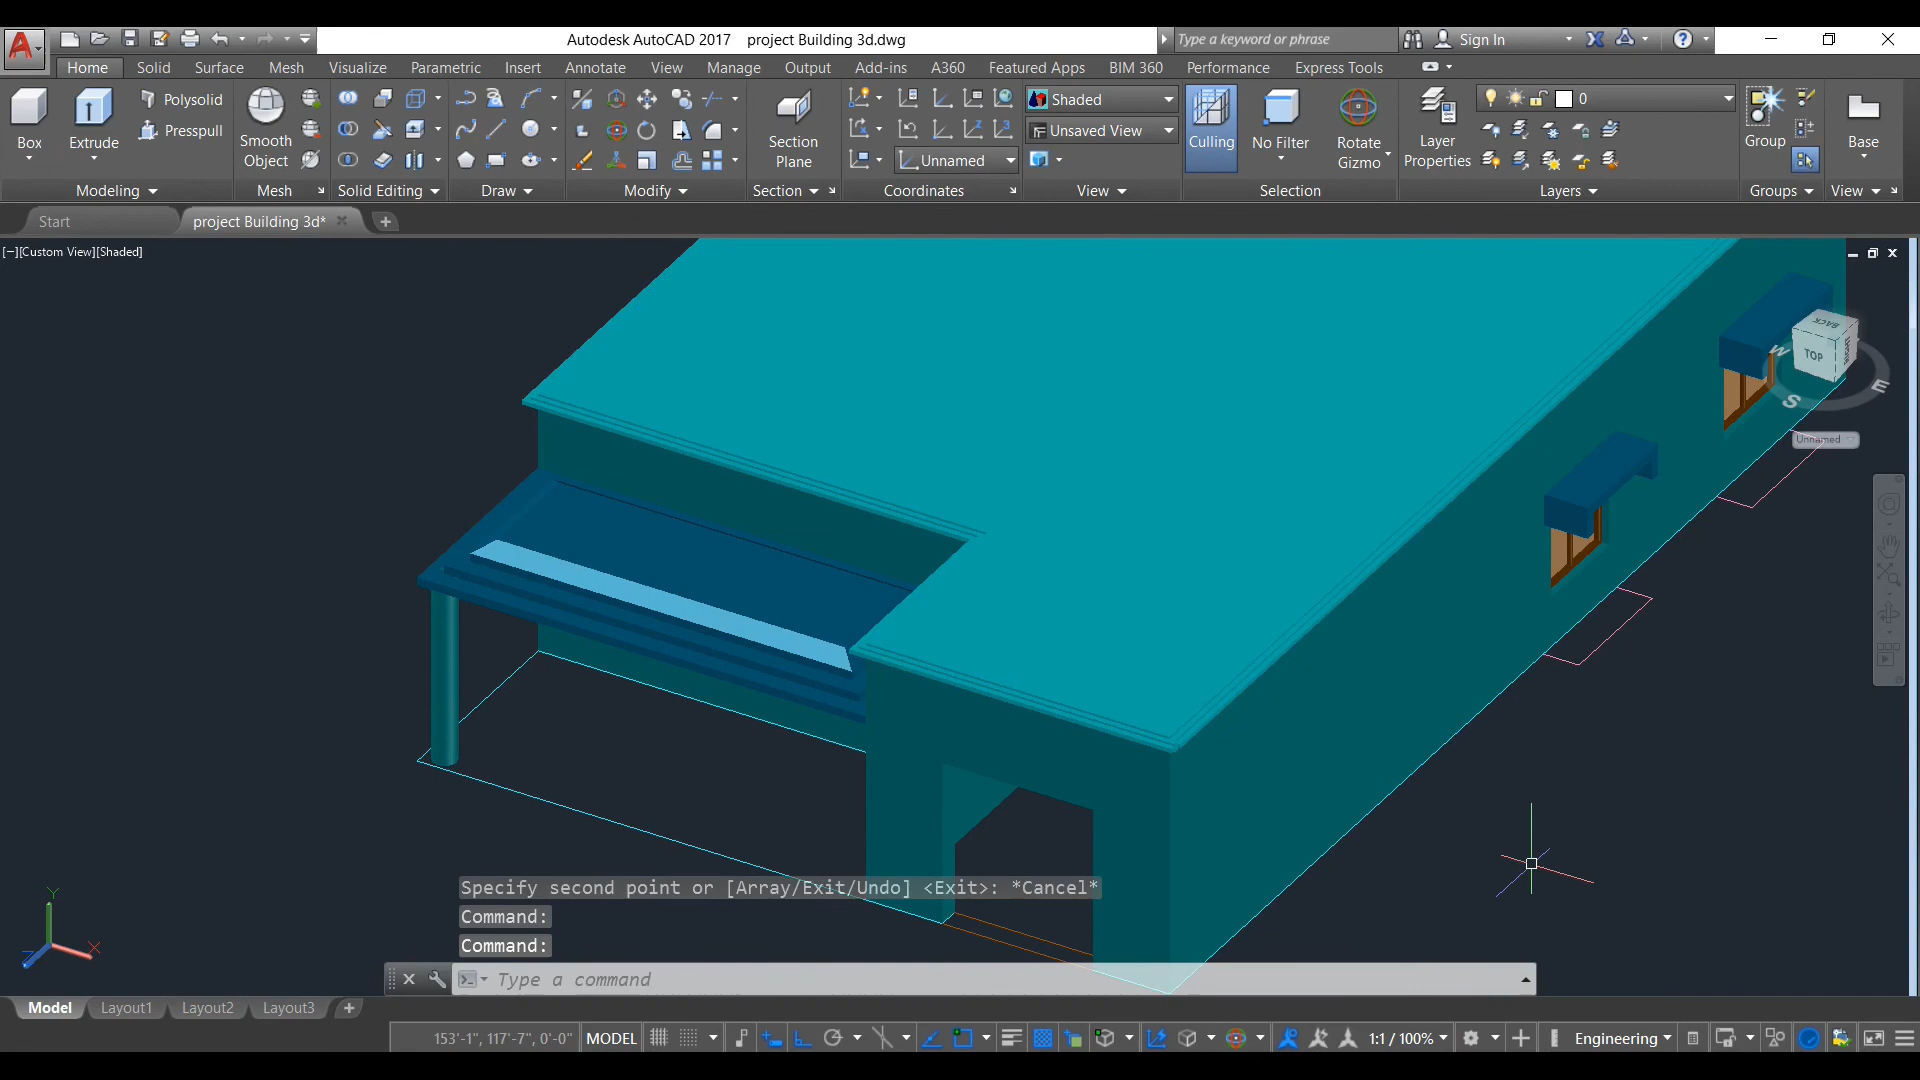 Autodesk AutoCAD 2017 project Building 3d.dwg
Type a keyword or phrase
Sign In
Home Solid Surface Mesh Visualize Parametric Insert Annotate View Manage Output Add-ins A360 Featured Apps BIM 360 Performance Express Tools
Box
Extrude
Polysolid
Presspull
Smooth Object
Section Plane
Unnamed
Shaded
Unsaved View
Culling
No Filter
Rotate Gizmo
Layer Properties
0
Group
Base
Modeling Mesh Solid Editing Draw Modify Section Coordinates View Selection Layers Groups View
Start
project Building 3d*
[−][Custom View][Shaded]
BACK
TOP
RIGHT
W
S
E
Unnamed
Y
X
Z
Specify second point or [Array/Exit/Undo] <Exit>: *Cancel*
Command:
Command:
Type a command
Model Layout1 Layout2 Layout3
153'-1", 117'-7", 0'-0" MODEL 1:1 / 100% Engineering